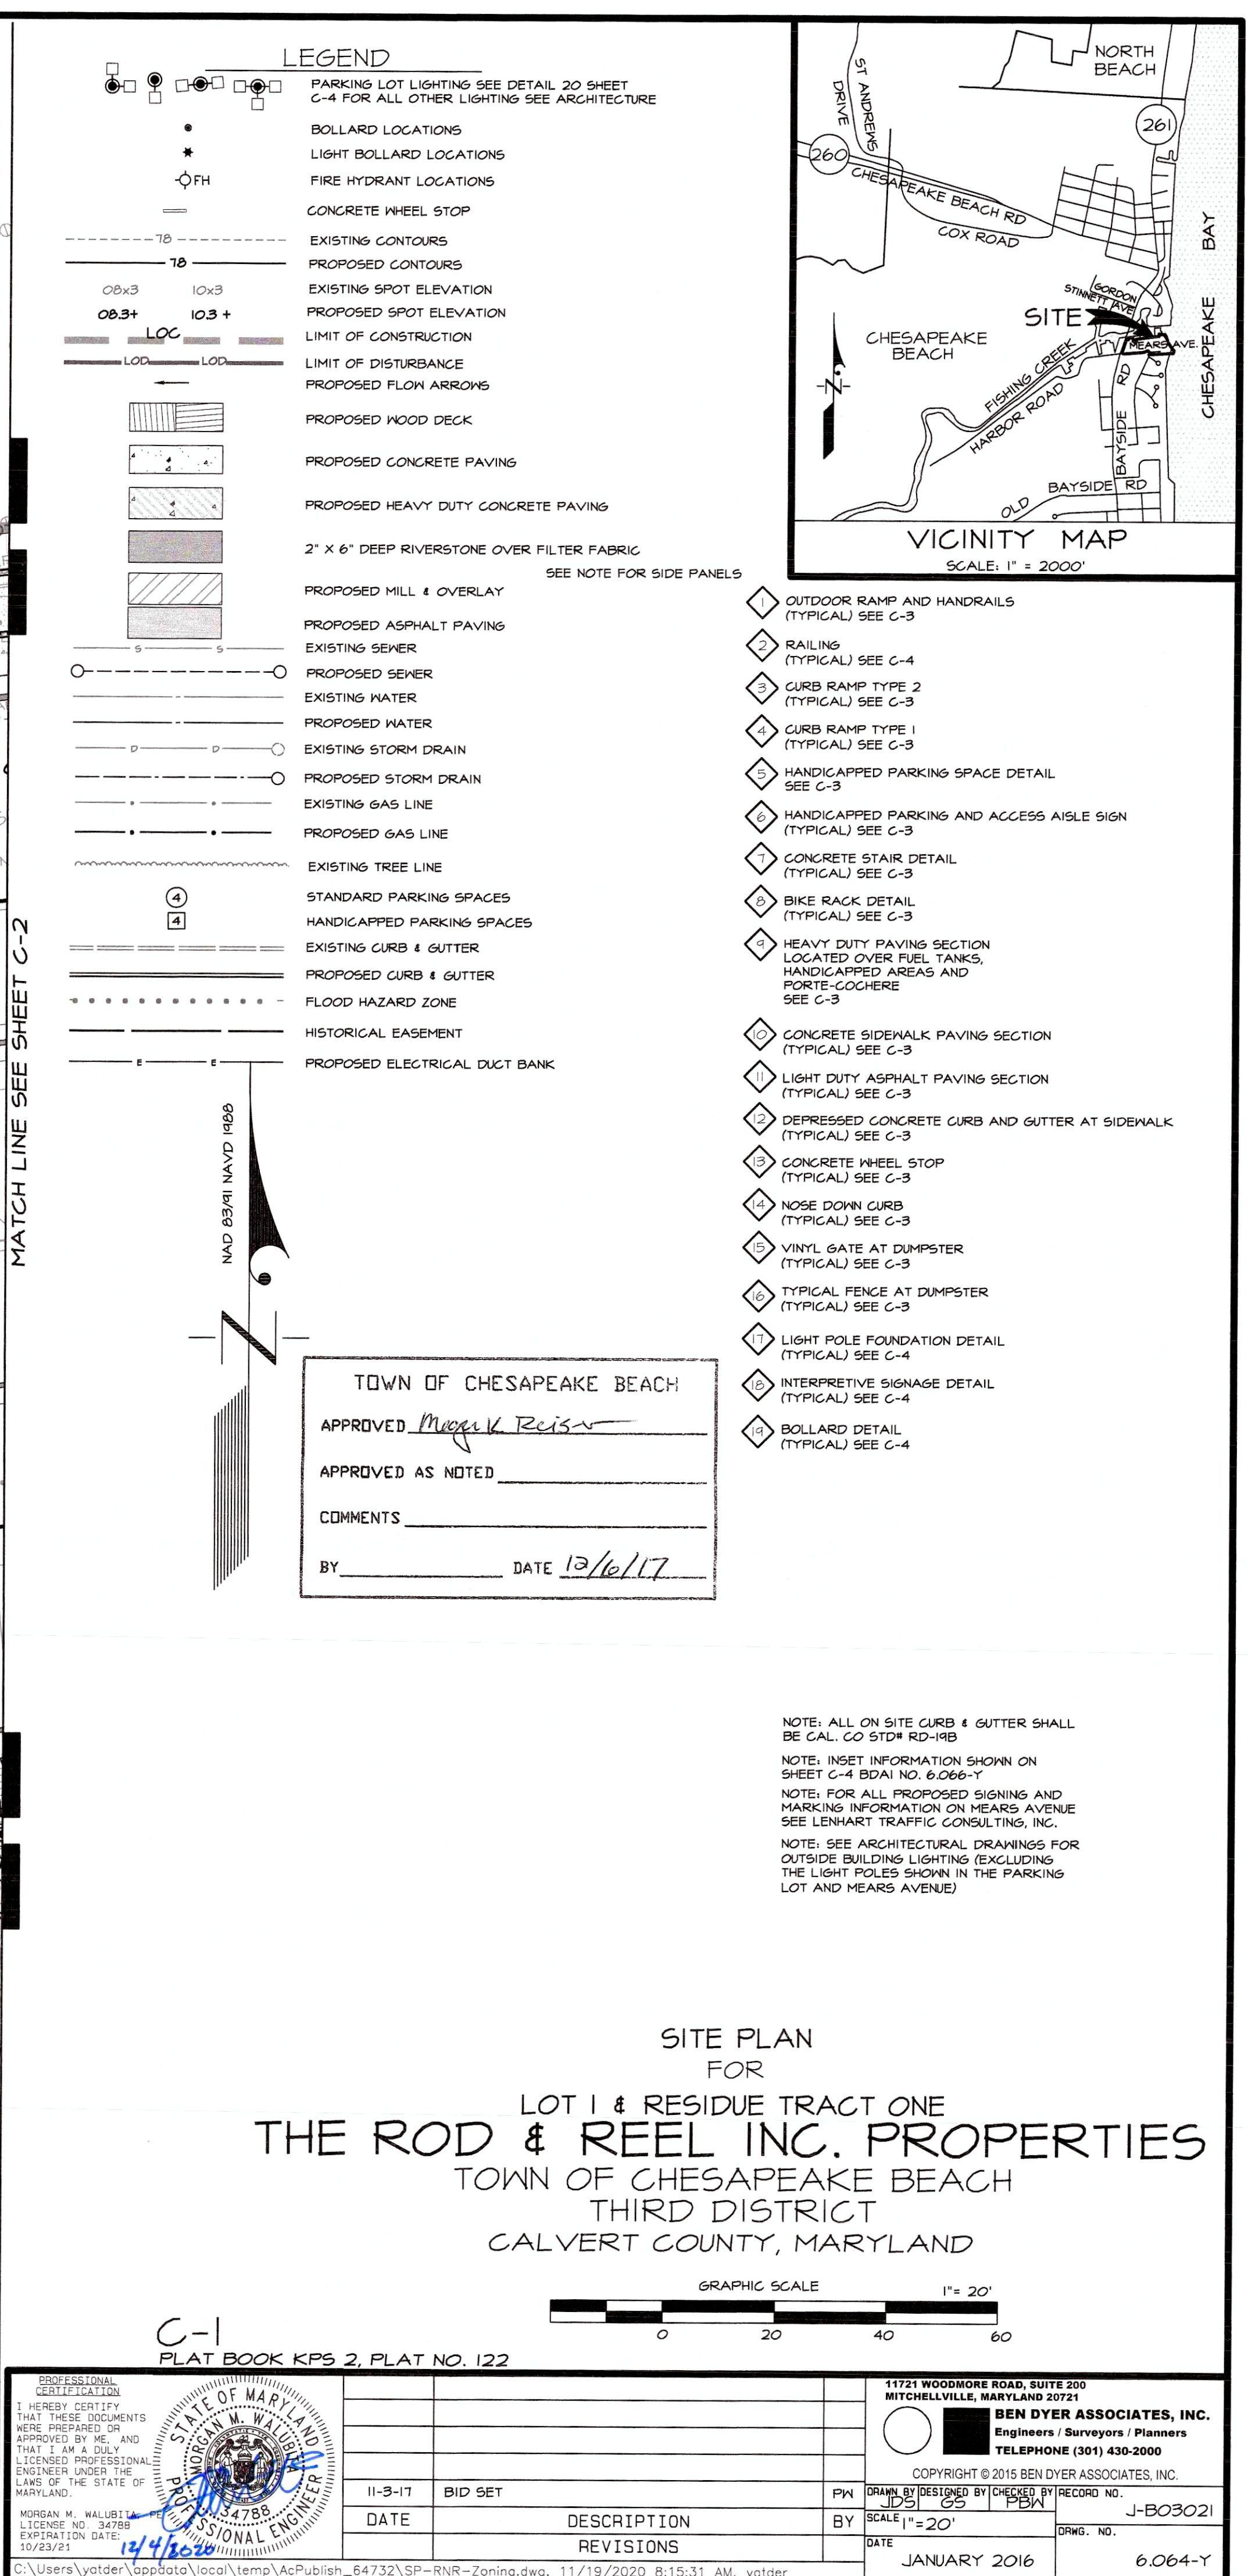 LEGEND
PARKING LOT LIGHTING SEE DETAIL 20 SHEET
C-4 FOR ALL OTHER LIGHTING SEE ARCHITECTURE
BOLLARD LOCATIONS
LIGHT BOLLARD LOCATIONS
FH FIRE HYDRANT LOCATIONS
CONCRETE WHEEL STOP
78 EXISTING CONTOURS
78 PROPOSED CONTOURS
08x3 10x3 EXISTING SPOT ELEVATION
08.3+ 10.3 + PROPOSED SPOT ELEVATION
LOC LIMIT OF CONSTRUCTION
LOD LOD LIMIT OF DISTURBANCE
PROPOSED FLOW ARROWS
PROPOSED WOOD DECK
PROPOSED CONCRETE PAVING
PROPOSED HEAVY DUTY CONCRETE PAVING
2" X 6" DEEP RIVERSTONE OVER FILTER FABRIC
SEE NOTE FOR SIDE PANELS
PROPOSED MILL & OVERLAY
PROPOSED ASPHALT PAVING
S S EXISTING SEWER
PROPOSED SEWER
EXISTING WATER
PROPOSED WATER
D D EXISTING STORM DRAIN
PROPOSED STORM DRAIN
EXISTING GAS LINE
PROPOSED GAS LINE
EXISTING TREE LINE
4 STANDARD PARKING SPACES
4 HANDICAPPED PARKING SPACES
EXISTING CURB & GUTTER
PROPOSED CURB & GUTTER
FLOOD HAZARD ZONE
HISTORICAL EASEMENT
E E PROPOSED ELECTRICAL DUCT BANK
MATCH LINE SEE SHEET C-2
NAD 83/91 NAVD 1988
N
NORTH
BEACH
ST ANDREWS
DRIVE
261
260
CHESAPEAKE BEACH RD
COX ROAD
CHESAPEAKE BAY
GORDON
STINNETT AVE
SITE
MEARS AVE.
CHESAPEAKE
BEACH
N
FISHING CREEK
HARBOR ROAD
BAYSIDE RD
OLD BAYSIDE RD
VICINITY MAP
SCALE: 1" = 2000'
1 OUTDOOR RAMP AND HANDRAILS
(TYPICAL) SEE C-3
2 RAILING
(TYPICAL) SEE C-4
3 CURB RAMP TYPE 2
(TYPICAL) SEE C-3
4 CURB RAMP TYPE 1
(TYPICAL) SEE C-3
5 HANDICAPPED PARKING SPACE DETAIL
SEE C-3
6 HANDICAPPED PARKING AND ACCESS AISLE SIGN
(TYPICAL) SEE C-3
7 CONCRETE STAIR DETAIL
(TYPICAL) SEE C-3
8 BIKE RACK DETAIL
(TYPICAL) SEE C-3
9 HEAVY DUTY PAVING SECTION
LOCATED OVER FUEL TANKS,
HANDICAPPED AREAS AND
PORTE-COCHERE
SEE C-3
10 CONCRETE SIDEWALK PAVING SECTION
(TYPICAL) SEE C-3
11 LIGHT DUTY ASPHALT PAVING SECTION
(TYPICAL) SEE C-3
12 DEPRESSED CONCRETE CURB AND GUTTER AT SIDEWALK
(TYPICAL) SEE C-3
13 CONCRETE WHEEL STOP
(TYPICAL) SEE C-3
14 NOSE DOWN CURB
(TYPICAL) SEE C-3
15 VINYL GATE AT DUMPSTER
(TYPICAL) SEE C-3
16 TYPICAL FENCE AT DUMPSTER
(TYPICAL) SEE C-3
17 LIGHT POLE FOUNDATION DETAIL
(TYPICAL) SEE C-4
18 INTERPRETIVE SIGNAGE DETAIL
(TYPICAL) SEE C-4
19 BOLLARD DETAIL
(TYPICAL) SEE C-4
TOWN OF CHESAPEAKE BEACH
APPROVED
APPROVED AS NOTED
COMMENTS
BY DATE 12/6/17
NOTE: ALL ON SITE CURB & GUTTER SHALL
BE CAL. CO STD# RD-19B
NOTE: INSET INFORMATION SHOWN ON
SHEET C-4 BDAI NO. 6.066-Y
NOTE: FOR ALL PROPOSED SIGNING AND
MARKING INFORMATION ON MEARS AVENUE
SEE LENHART TRAFFIC CONSULTING, INC.
NOTE: SEE ARCHITECTURAL DRAWINGS FOR
OUTSIDE BUILDING LIGHTING (EXCLUDING
THE LIGHT POLES SHOWN IN THE PARKING
LOT AND MEARS AVENUE)
SITE PLAN
FOR
LOT 1 & RESIDUE TRACT ONE
THE ROD & REEL INC. PROPERTIES
TOWN OF CHESAPEAKE BEACH
THIRD DISTRICT
CALVERT COUNTY, MARYLAND
GRAPHIC SCALE 1"= 20'
0 20 40 60
C-1
PLAT BOOK KPS 2, PLAT NO. 122
PROFESSIONAL
CERTIFICATION
I HEREBY CERTIFY
THAT THESE DOCUMENTS
WERE PREPARED OR
APPROVED BY ME, AND
THAT I AM A DULY
LICENSED PROFESSIONAL
ENGINEER UNDER THE
LAWS OF THE STATE OF
MARYLAND.
MORGAN M. WALUBITA, PE
LICENSE NO. 34788
EXPIRATION DATE:
10/23/21
STATE OF MARYLAND
MORGAN M. WALUBITA
34788
PROFESSIONAL ENGINEER
12/4/2020
11-3-17 BID SET PW
DATE DESCRIPTION BY
REVISIONS
11721 WOODMORE ROAD, SUITE 200
MITCHELLVILLE, MARYLAND 20721
BEN DYER ASSOCIATES, INC.
Engineers / Surveyors / Planners
TELEPHONE (301) 430-2000
COPYRIGHT © 2015 BEN DYER ASSOCIATES, INC.
DRAWN BY JDS
DESIGNED BY GS
CHECKED BY PBW
RECORD NO.
J-B03021
SCALE 1"=20'
DRWG. NO.
DATE
JANUARY 2016
6.064-Y
C:\Users\yatder\appdata\local\temp\AcPublish_64732\SP-RNR-Zoning.dwg, 11/19/2020 8:15:31 AM, yatder